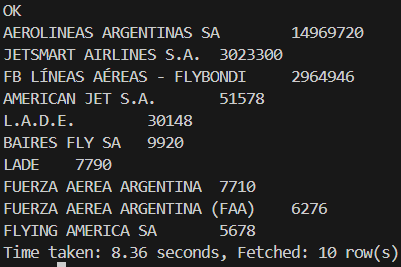 OK
AEROLINEAS ARGENTINAS SA 14969720
JETSMART AIRLINES S.A. 3023300
FB LÍNEAS AÉREAS - FLYBONDI 2964946
AMERICAN JET S.A. 51578
L.A.D.E. 30148
BAIRES FLY SA 9920
LADE 7790
FUERZA AEREA ARGENTINA 7710
FUERZA AEREA ARGENTINA (FAA) 6276
FLYING AMERICA SA 5678
Time taken: 8.36 seconds, Fetched: 10 row(s)